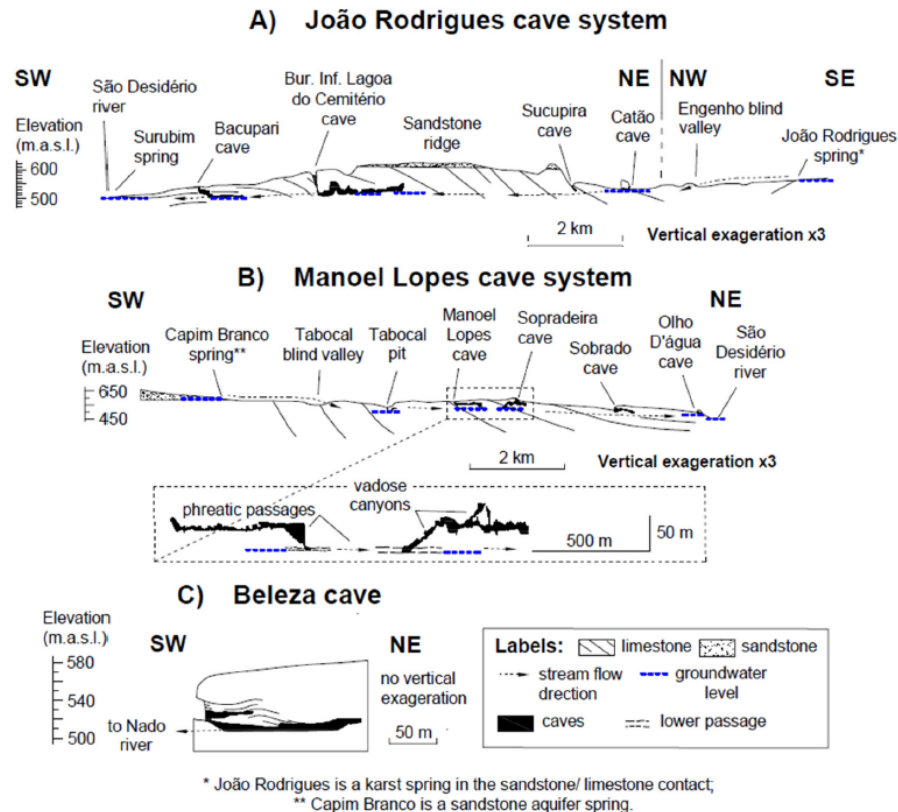 A) João Rodrigues cave system
SW
NE
NW
SE
São Desidério
river
Surubim
spring
Bacupari
cave
Bur. Inf. Lagoa
do Cemitério
cave
Sandstone
ridge
Sucupira
cave
Catão
cave
Engenho blind
valley
João Rodrigues
spring*
Elevation
(m.a.s.l.)
600
500
2 km
Vertical exageration x3
B) Manoel Lopes cave system
SW
NE
Elevation
(m.a.s.l.)
650
450
Capim Branco
spring**
Tabocal
blind valley
Tabocal
pit
Manoel
Lopes
cave
Sopradeira
cave
Sobrado
cave
Olho
D'água
cave
São
Desidério
river
2 km
Vertical exageration x3
phreatic passages
vadose
canyons
500 m
50 m
C) Beleza cave
Elevation
(m.a.s.l.)
SW
NE
580
540
500
to Nado
river
no vertical
exageration
50 m
Labels:
limestone
sandstone
stream flow
direction
groundwater
level
caves
lower passage
* João Rodrigues is a karst spring in the sandstone/ limestone contact;
** Capim Branco is a sandstone aquifer spring.